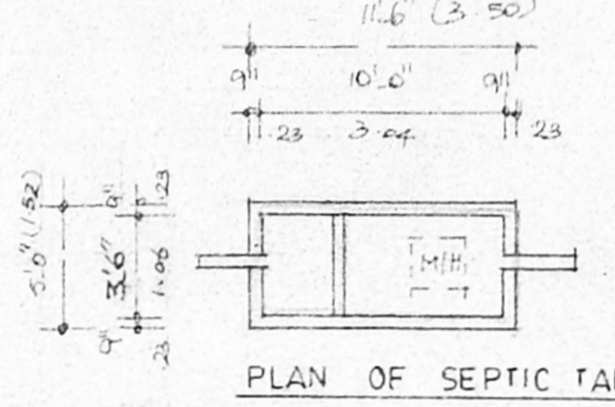 11'.6" (3.50)
9" 10'.0" 9"
.23 3.04 .23
5'.0" (1.52)
9" 3'.6" 9"
.23 1.06 .23
M/H
PLAN OF SEPTIC TA